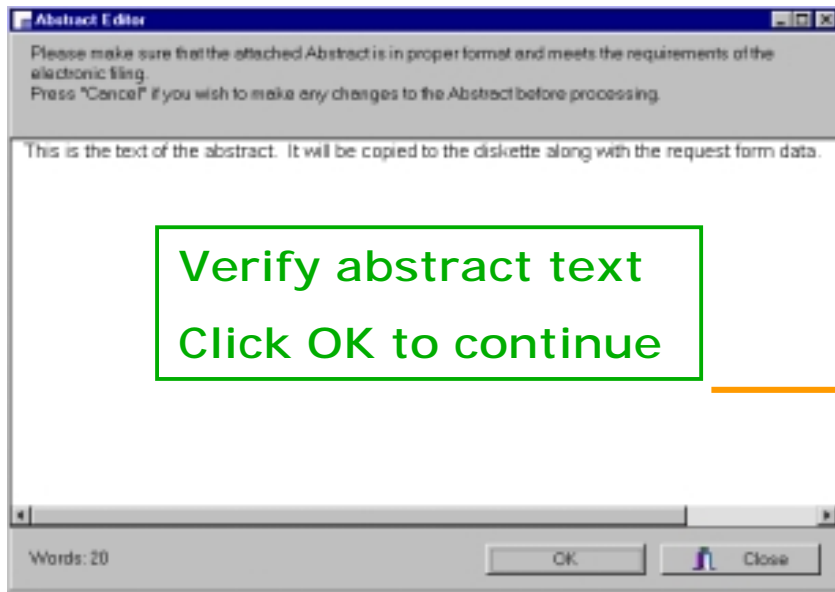 Abstract Editor
Please make sure that the attached Abstract is in proper format and meets the requirements of the
electronic filing.
Press "Cancel" if you wish to make any changes to the Abstract before processing.
This is the text of the abstract. It will be copied to the diskette along with the request form data.
Verify abstract text
Click OK to continue
Words: 20
OK
Close